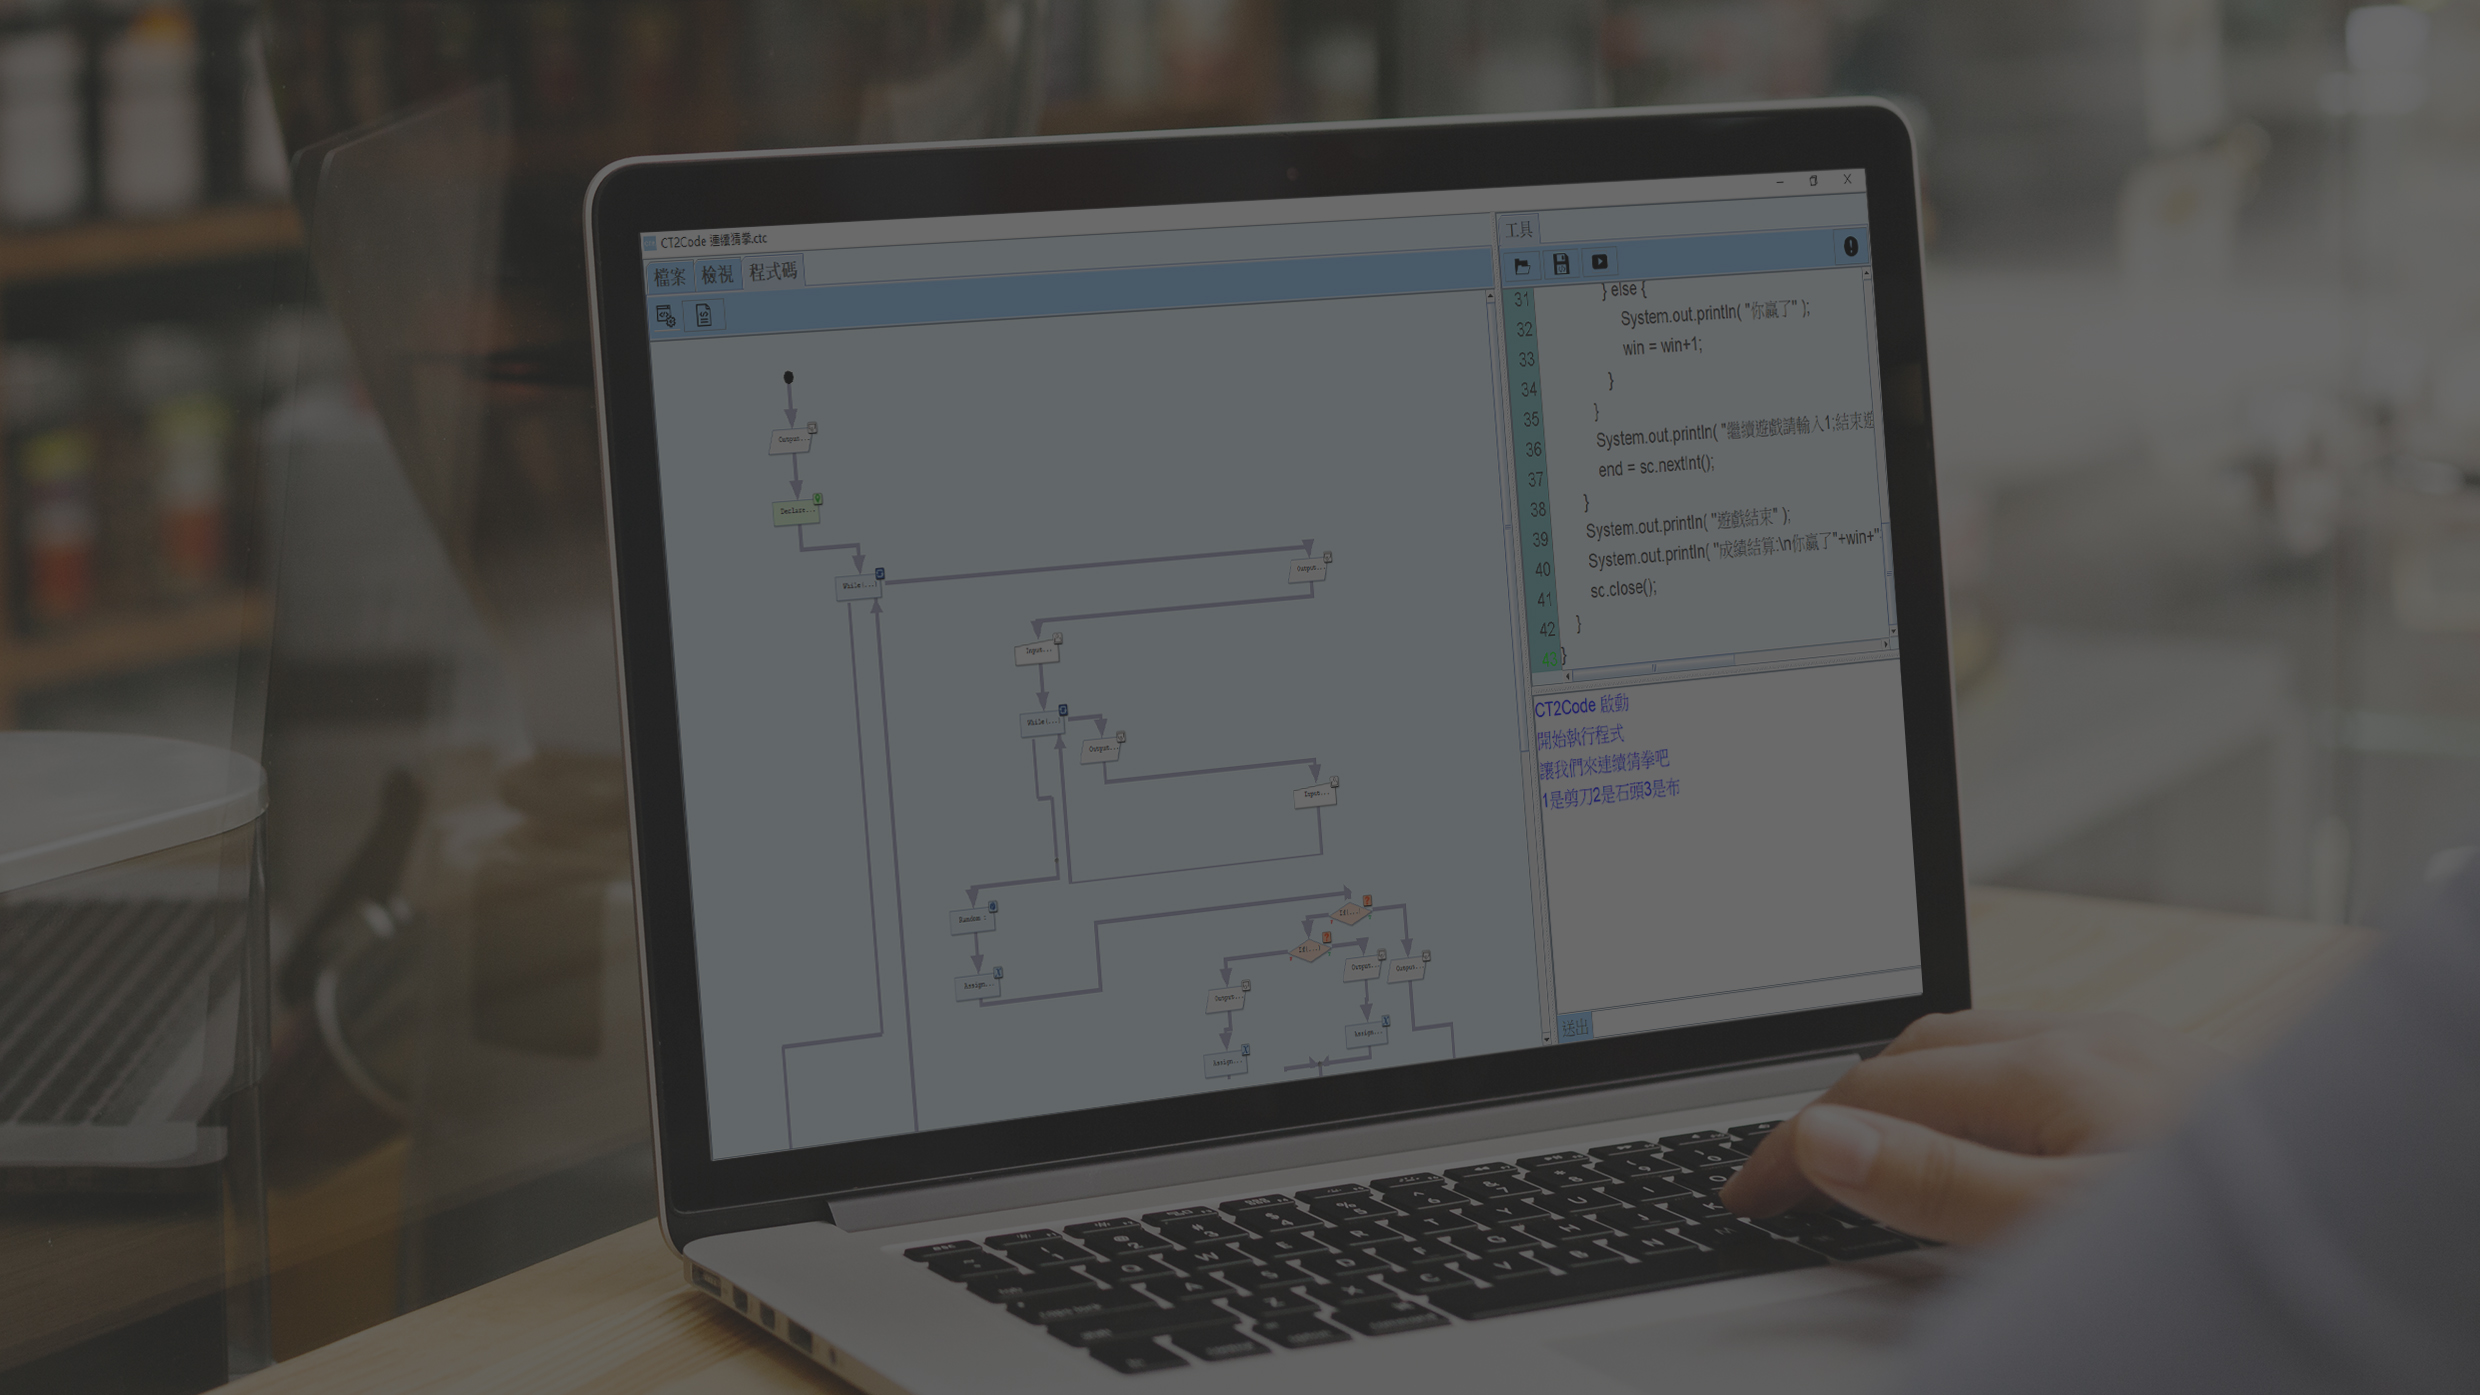 CT2Code 連續猜拳.ctc
檔案 檢視 程式碼
Output...
Declare...
While(...)
Output...
Input...
While(...)
Output...
Input...
Random :
Assign...
If(...)
If(...)
Output...
Output...
Output...
Assign...
Assign...
工具
31 } else {
32 System.out.println( "你贏了" );
33 win = win+1;
34 }
35 }
36 System.out.println( "繼續遊戲請輸入1;結束遊
37 end = sc.nextInt();
38 }
39 System.out.println( "遊戲結束" );
40 System.out.println( "成績結算:\n你贏了"+win+"
41 sc.close();
42 }
43 }
CT2Code 啟動
開始執行程式
讓我們來連續猜拳吧
1是剪刀2是石頭3是布
送出